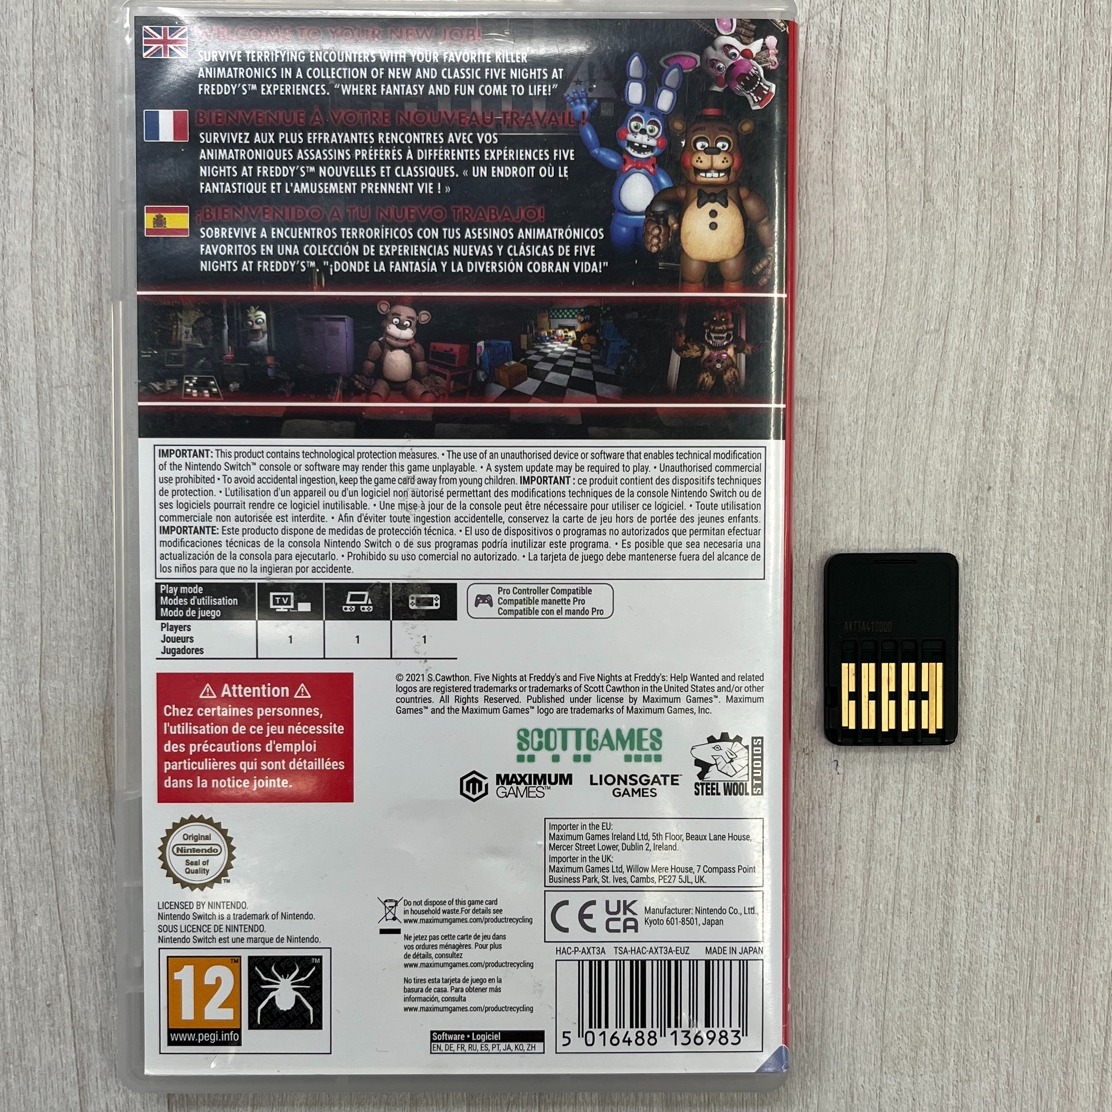 WELCOME TO YOUR NEW JOB!
SURVIVE TERRIFYING ENCOUNTERS WITH YOUR FAVORITE KILLER
ANIMATRONICS IN A COLLECTION OF NEW AND CLASSIC FIVE NIGHTS AT
FREDDY'S™ EXPERIENCES. "WHERE FANTASY AND FUN COME TO LIFE!"
BIENVENUE À VOTRE NOUVEAU TRAVAIL !
SURVIVEZ AUX PLUS EFFRAYANTES RENCONTRES AVEC VOS
ANIMATRONIQUES ASSASSINS PRÉFÉRÉS À DIFFÉRENTES EXPÉRIENCES FIVE
NIGHTS AT FREDDY'S™ NOUVELLES ET CLASSIQUES. « UN ENDROIT OÙ LE
FANTASTIQUE ET L'AMUSEMENT PRENNENT VIE ! »
¡BIENVENIDO A TU NUEVO TRABAJO!
SOBREVIVE A ENCUENTROS TERRORÍFICOS CON TUS ASESINOS ANIMATRÓNICOS
FAVORITOS EN UNA COLECCIÓN DE EXPERIENCIAS NUEVAS Y CLÁSICAS DE FIVE
NIGHTS AT FREDDY'S™. "¡DONDE LA FANTASÍA Y LA DIVERSIÓN COBRAN VIDA!"
IMPORTANT: This product contains technological protection measures. • The use of an unauthorised device or software that enables technical modification
of the Nintendo Switch™ console or software may render this game unplayable. • A system update may be required to play. • Unauthorised commercial
use prohibited • To avoid accidental ingestion, keep the game card away from young children. IMPORTANT : ce produit contient des dispositifs techniques
de protection. • L'utilisation d'un appareil ou d'un logiciel non autorisé permettant des modifications techniques de la console Nintendo Switch ou de
ses logiciels pourrait rendre ce logiciel inutilisable. • Une mise à jour de la console peut être nécessaire pour utiliser ce logiciel. • Toute utilisation
commerciale non autorisée est interdite. • Afin d'éviter toute ingestion accidentelle, conservez la carte de jeu hors de portée des jeunes enfants.
IMPORTANTE: Este producto dispone de medidas de protección técnica. • El uso de dispositivos o programas no autorizados que permitan efectuar
modificaciones técnicas de la consola Nintendo Switch o de sus programas podría inutilizar este programa. • Es posible que sea necesaria una
actualización de la consola para ejecutarlo. • Prohibido su uso comercial no autorizado. • La tarjeta de juego debe mantenerse fuera del alcance de
los niños para que no la ingieran por accidente.
Play mode
Modes d'utilisation
Modo de juego
TV
Pro Controller Compatible
Compatible manette Pro
Compatible con el mando Pro
Players
Joueurs
Jugadores
1 1 1
⚠ Attention ⚠
Chez certaines personnes,
l'utilisation de ce jeu nécessite
des précautions d'emploi
particulières qui sont détaillées
dans la notice jointe.
© 2021 S.Cawthon. Five Nights at Freddy's and Five Nights at Freddy's: Help Wanted and related
logos are registered trademarks or trademarks of Scott Cawthon in the United States and/or other
countries. All Rights Reserved. Published under license by Maximum Games™. Maximum
Games™ and the Maximum Games™ logo are trademarks of Maximum Games, Inc.
SCOTTGAMES
MAXIMUM
GAMES™
LIONSGATE™
GAMES
STEEL WOOL
STUDIOS
Original
Nintendo
Seal of
Quality
™
LICENSED BY NINTENDO.
Nintendo Switch is a trademark of Nintendo.
SOUS LICENCE DE NINTENDO.
Nintendo Switch est une marque de Nintendo.
12
www.pegi.info
™
™
Do not dispose of this game card
in household waste.For details see
www.maximumgames.com/productrecycling
Ne jetez pas cette carte de jeu dans
vos ordures ménagères. Pour plus
de détails, consultez
www.maximumgames.com/productrecycling
No tires esta tarjeta de juego en la
basura de casa. Para obtener más
información, consulta
www.maximumgames.com/productrecycling
Software • Logiciel
EN, DE, FR, RU, ES, PT, JA, KO, ZH
Importer in the EU:
Maximum Games Ireland Ltd, 5th Floor, Beaux Lane House,
Mercer Street Lower, Dublin 2, Ireland.
Importer in the UK:
Maximum Games Ltd, Willow Mere House, 7 Compass Point
Business Park, St. Ives, Cambs, PE27 5JL, UK.
CE
UK
CA
Manufacturer: Nintendo Co., Ltd.,
Kyoto 601-8501, Japan
HAC-P-AXT3A TSA-HAC-AXT3A-EUZ MADE IN JAPAN
5 016488 136983